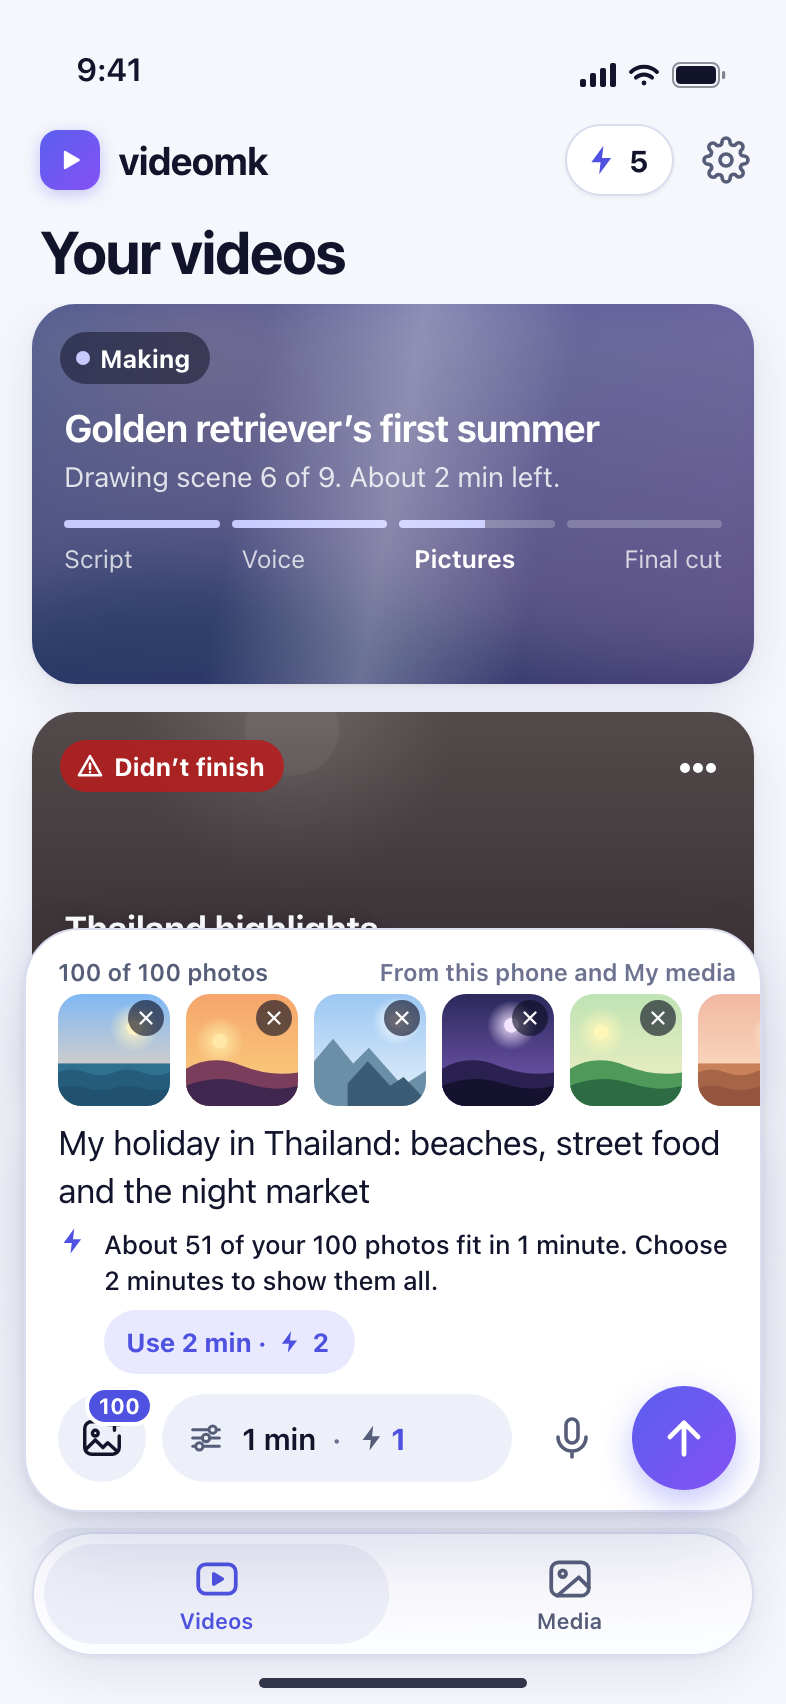 9:41
videomk
5
Your videos
Making
Golden retriever’s first summer
Drawing scene 6 of 9. About 2 min left.
Script Voice Pictures Final cut
Didn’t finish
Thailand highlights
100 of 100 photos From this phone and My media
My holiday in Thailand: beaches, street food
and the night market
About 51 of your 100 photos fit in 1 minute. Choose
2 minutes to show them all.
Use 2 min · 2
100
1 min · 1
Videos Media